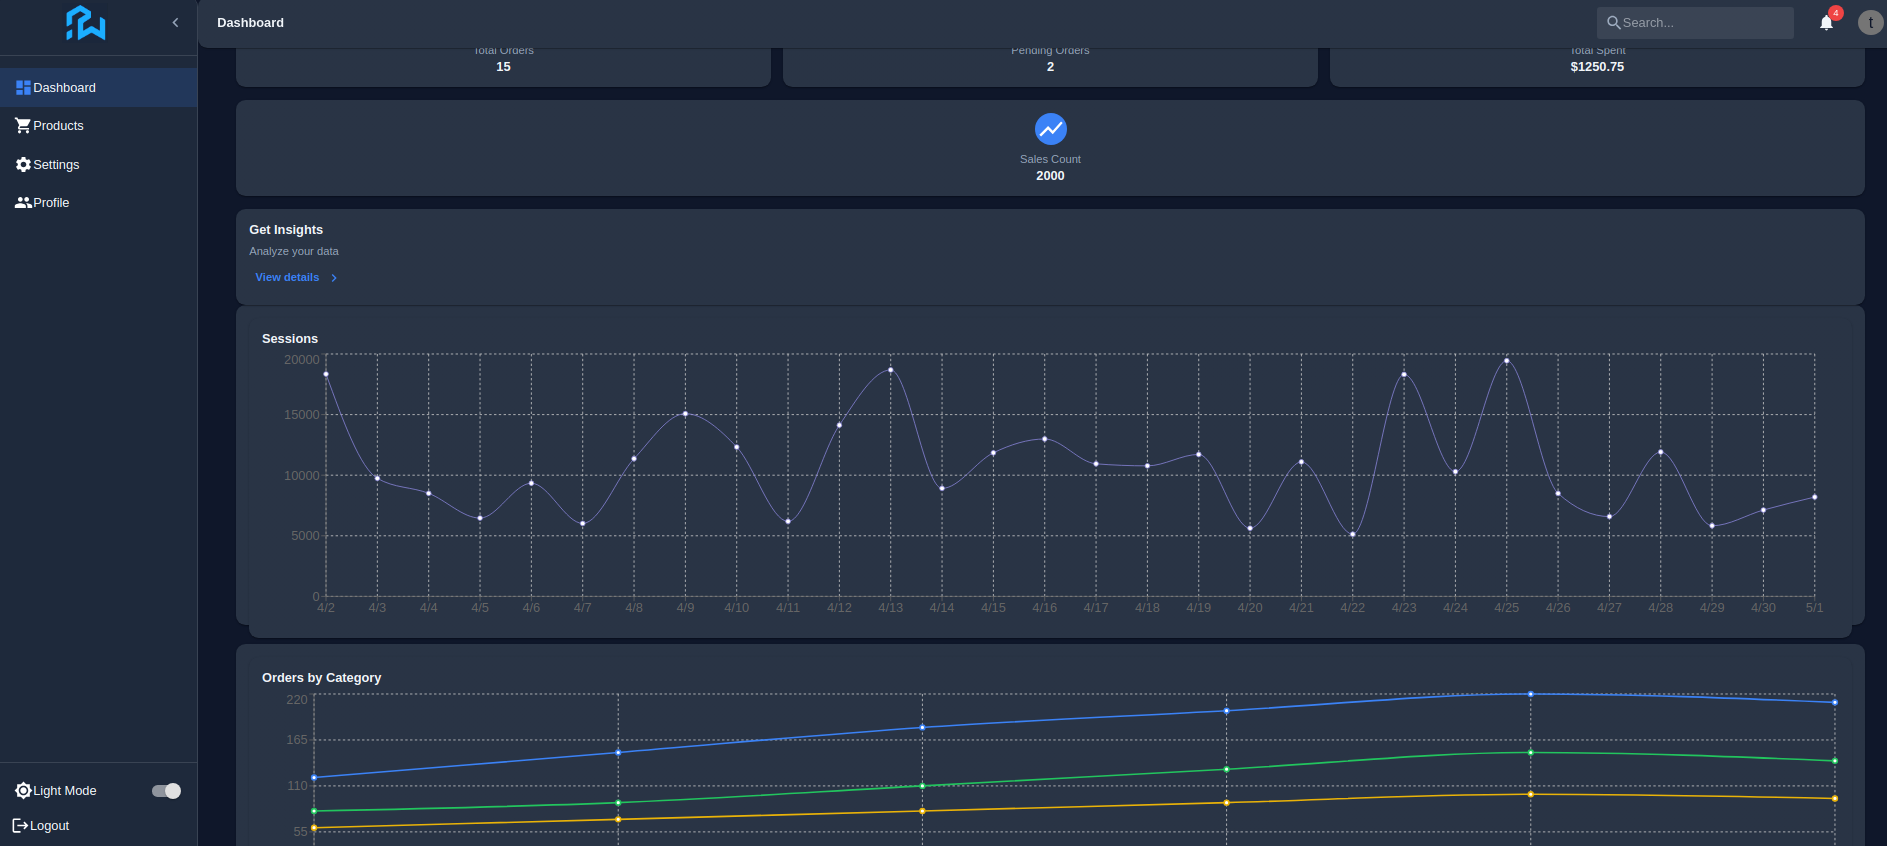 Dashboard
Search...
4
t
Dashboard
Products
Settings
Profile
Light Mode
Logout
Total Orders
15
Pending Orders
2
Total Spent
$1250.75
Sales Count
2000
Get Insights
Analyze your data
View details
Sessions
20000
15000
10000
5000
0
4/2 4/3 4/4 4/5 4/6 4/7 4/8 4/9 4/10 4/11 4/12 4/13 4/14 4/15 4/16 4/17 4/18 4/19 4/20 4/21 4/22 4/23 4/24 4/25 4/26 4/27 4/28 4/29 4/30 5/1
Orders by Category
220
165
110
55